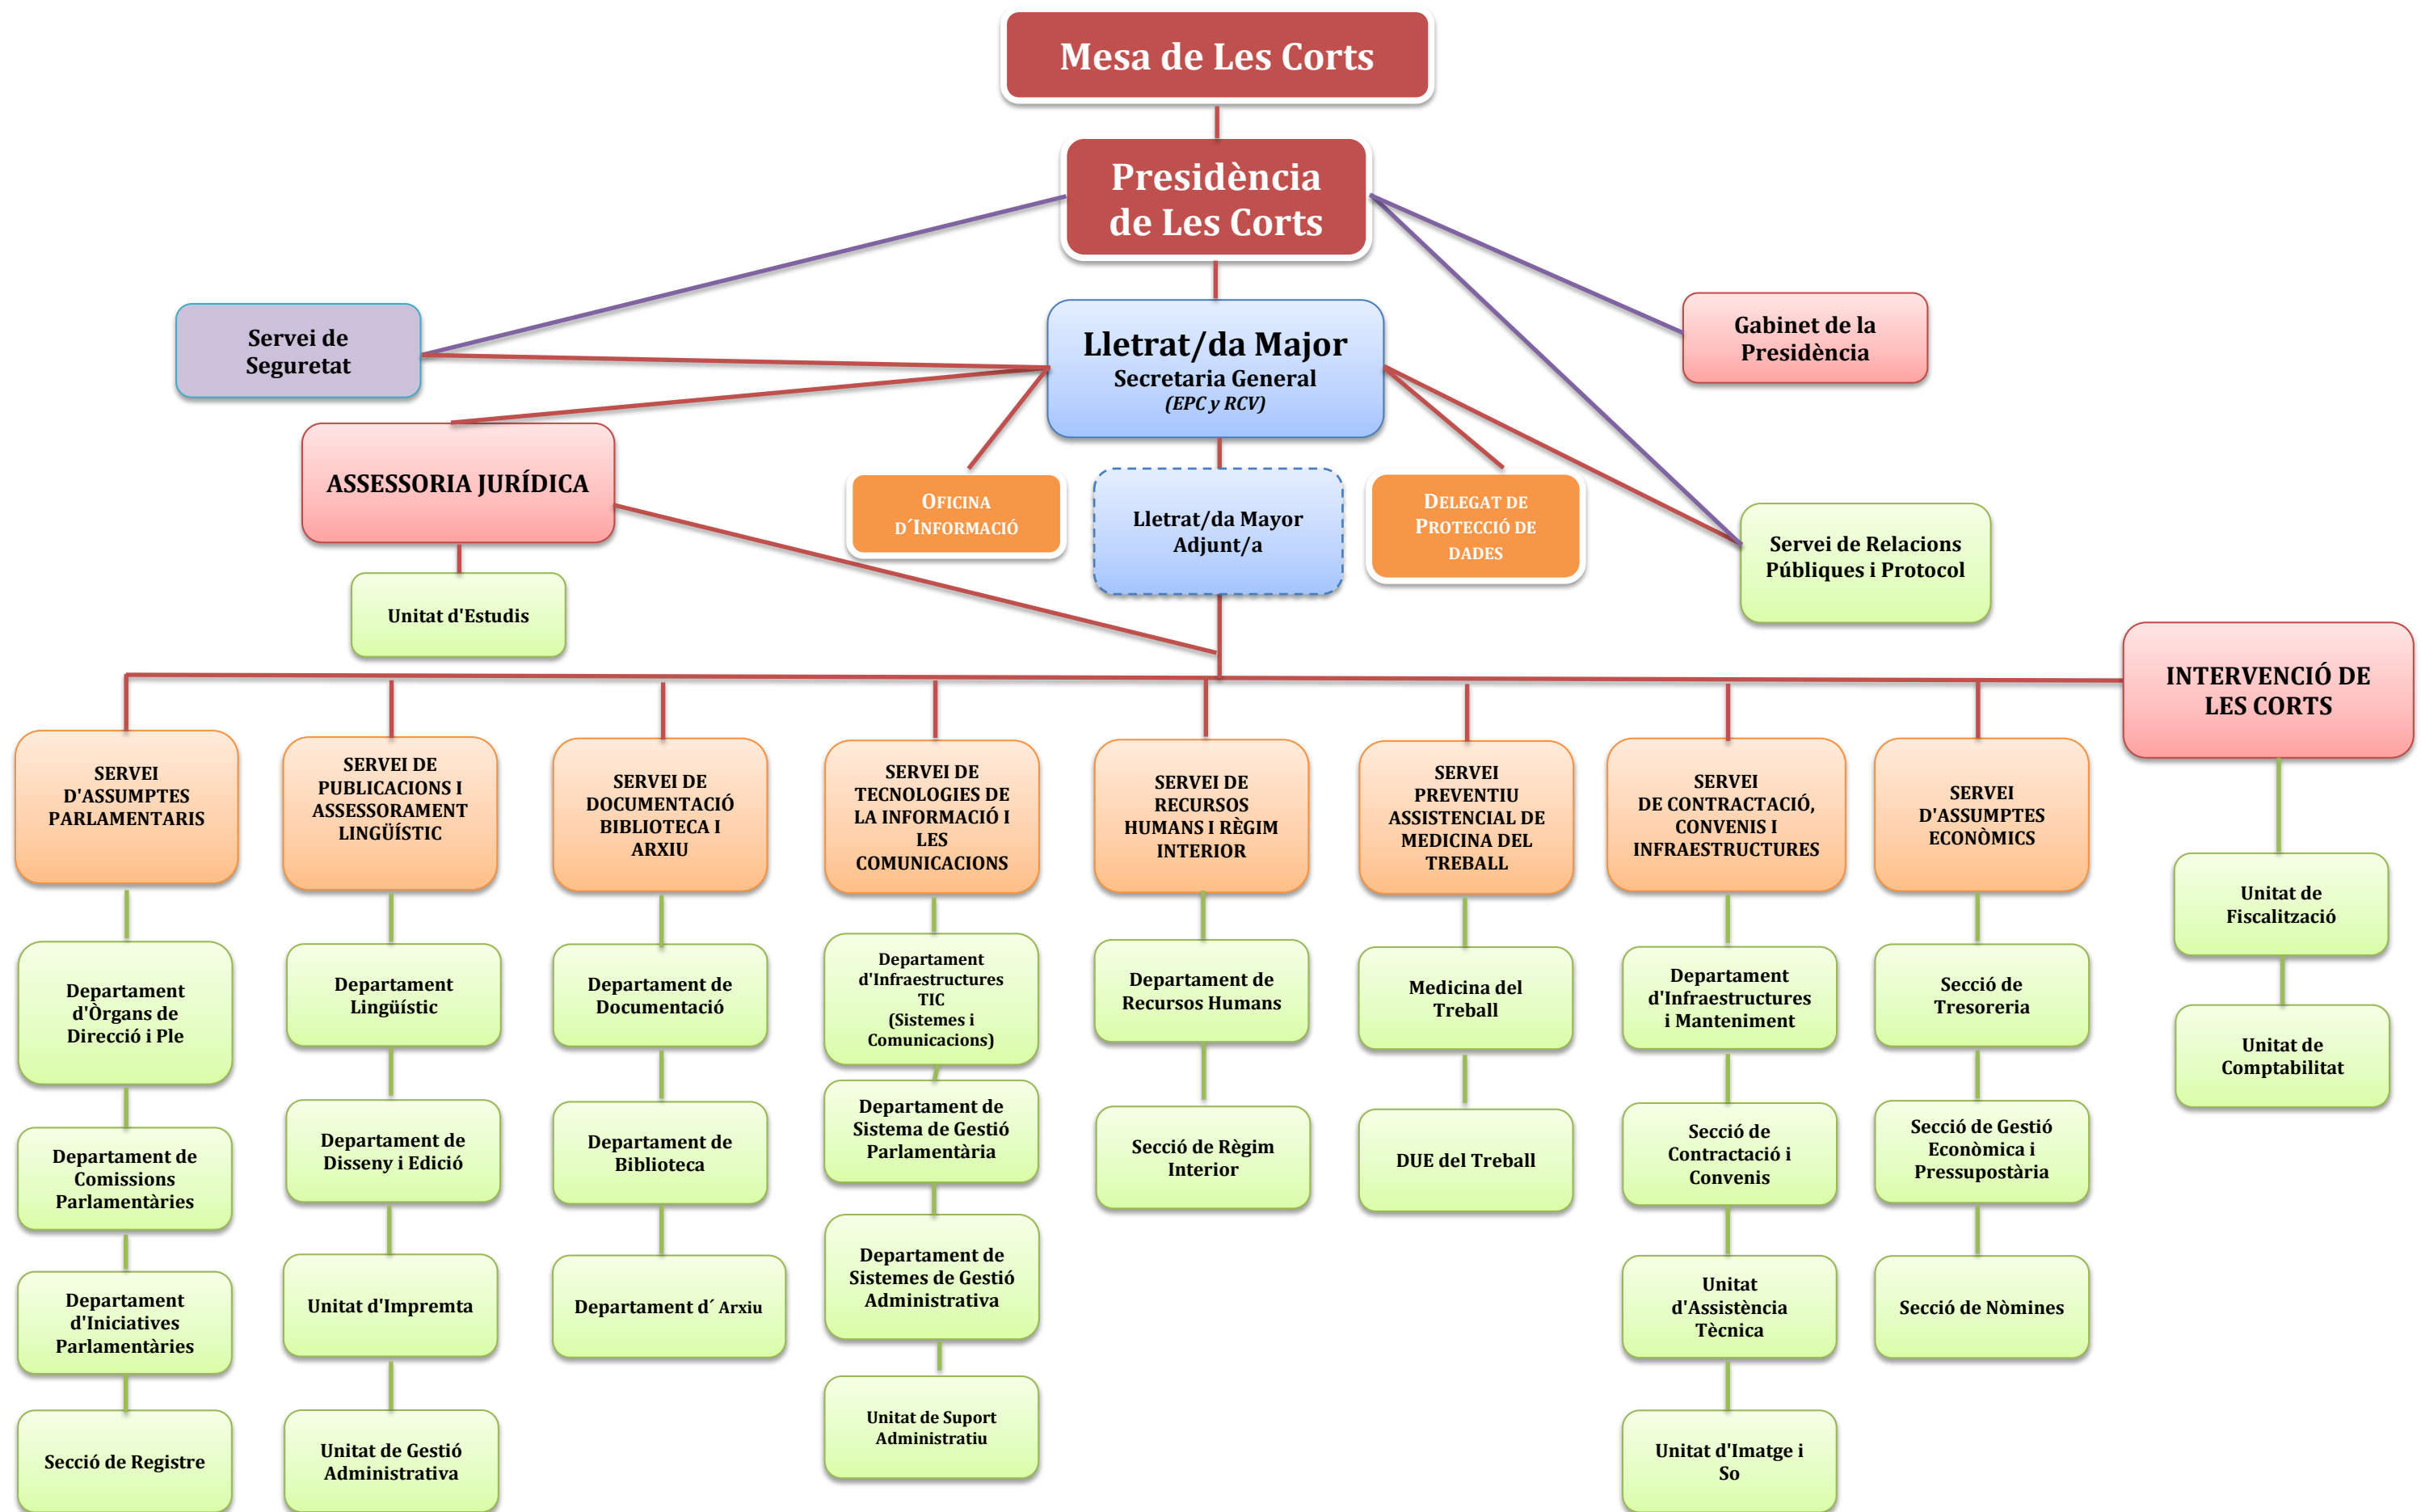 Mesa de Les Corts
Presidència
de Les Corts
Servei de
Seguretat
Lletrat/da Major
Secretaria General
(EPC y RCV)
Gabinet de la
Presidència
ASSESSORIA JURÍDICA
OFICINA
D´INFORMACIÓ
Lletrat/da Mayor
Adjunt/a
DELEGAT DE
PROTECCIÓ DE
DADES
Servei de Relacions
Públiques i Protocol
Unitat d'Estudis
INTERVENCIÓ DE
LES CORTS
SERVEI
D'ASSUMPTES
PARLAMENTARIS
SERVEI DE
PUBLICACIONS I
ASSESSORAMENT
LINGÜÍSTIC
SERVEI DE
DOCUMENTACIÓ
BIBLIOTECA I
ARXIU
SERVEI DE
TECNOLOGIES DE
LA INFORMACIÓ I
LES
COMUNICACIONS
SERVEI DE
RECURSOS
HUMANS I RÈGIM
INTERIOR
SERVEI
PREVENTIU
ASSISTENCIAL DE
MEDICINA DEL
TREBALL
SERVEI
DE CONTRACTACIÓ,
CONVENIS I
INFRAESTRUCTURES
SERVEI
D'ASSUMPTES
ECONÒMICS
Unitat de
Fiscalització
Departament
d'Òrgans de
Direcció i Ple
Departament
Lingüístic
Departament de
Documentació
Departament
d'Infraestructures
TIC
(Sistemes i
Comunicacions)
Departament de
Recursos Humans
Medicina del
Treball
Departament
d'Infraestructures
i Manteniment
Secció de
Tresoreria
Unitat de
Comptabilitat
Departament de
Comissions
Parlamentàries
Departament de
Disseny i Edició
Departament de
Biblioteca
Departament de
Sistema de Gestió
Parlamentària
Secció de Règim
Interior
DUE del Treball
Secció de
Contractació i
Convenis
Secció de Gestió
Econòmica i
Pressupostària
Departament
d'Iniciatives
Parlamentàries
Unitat d'Impremta
Departament d´ Arxiu
Departament de
Sistemes de Gestió
Administrativa
Unitat
d'Assistència
Tècnica
Secció de Nòmines
Secció de Registre
Unitat de Gestió
Administrativa
Unitat de Suport
Administratiu
Unitat d'Imatge i
So